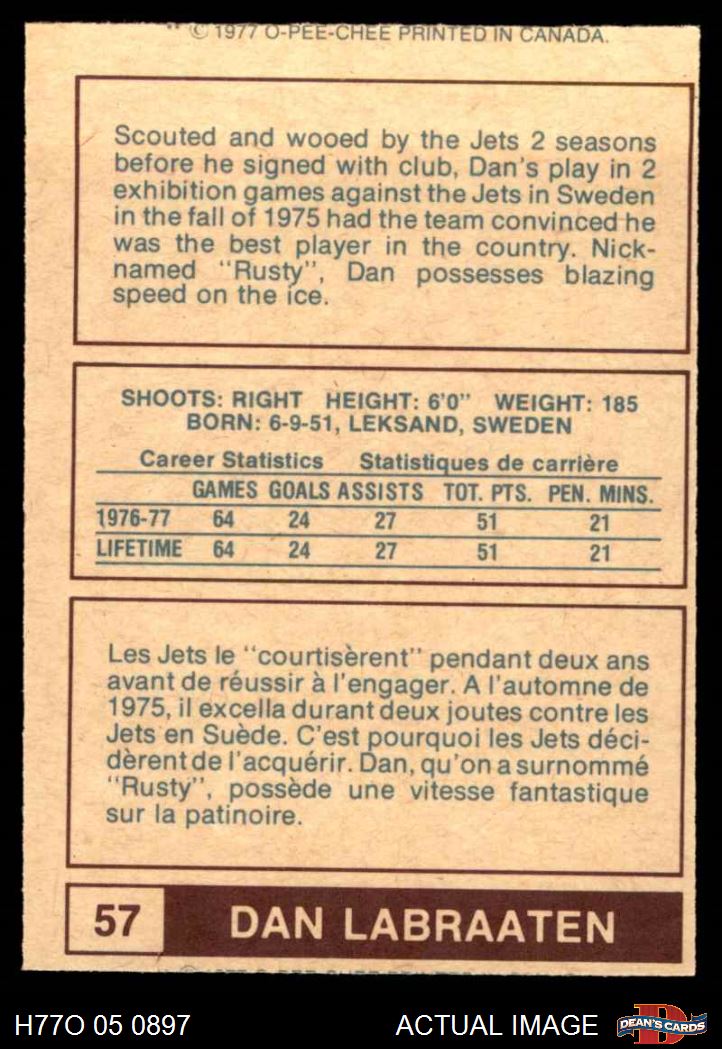 © 1977 O-PEE-CHEE PRINTED IN CANADA.
Scouted and wooed by the Jets 2 seasons
before he signed with club, Dan's play in 2
exhibition games against the Jets in Sweden
in the fall of 1975 had the team convinced he
was the best player in the country. Nick-
named "Rusty", Dan possesses blazing
speed on the ice.
SHOOTS: RIGHT HEIGHT: 6'0" WEIGHT: 185
BORN: 6-9-51, LEKSAND, SWEDEN
Career Statistics Statistiques de carrière
GAMES GOALS ASSISTS TOT. PTS. PEN. MINS.
1976-77 64 24 27 51 21
LIFETIME 64 24 27 51 21
Les Jets le "courtisèrent" pendant deux ans
avant de réussir à l'engager. A l'automne de
1975, il excella durant deux joutes contre les
Jets en Suède. C'est pourquoi les Jets déci-
dèrent de l'acquérir. Dan, qu'on a surnommé
"Rusty", possède une vitesse fantastique
sur la patinoire.
57 DAN LABRAATEN
H77O 05 0897 ACTUAL IMAGE DEAN'S CARDS